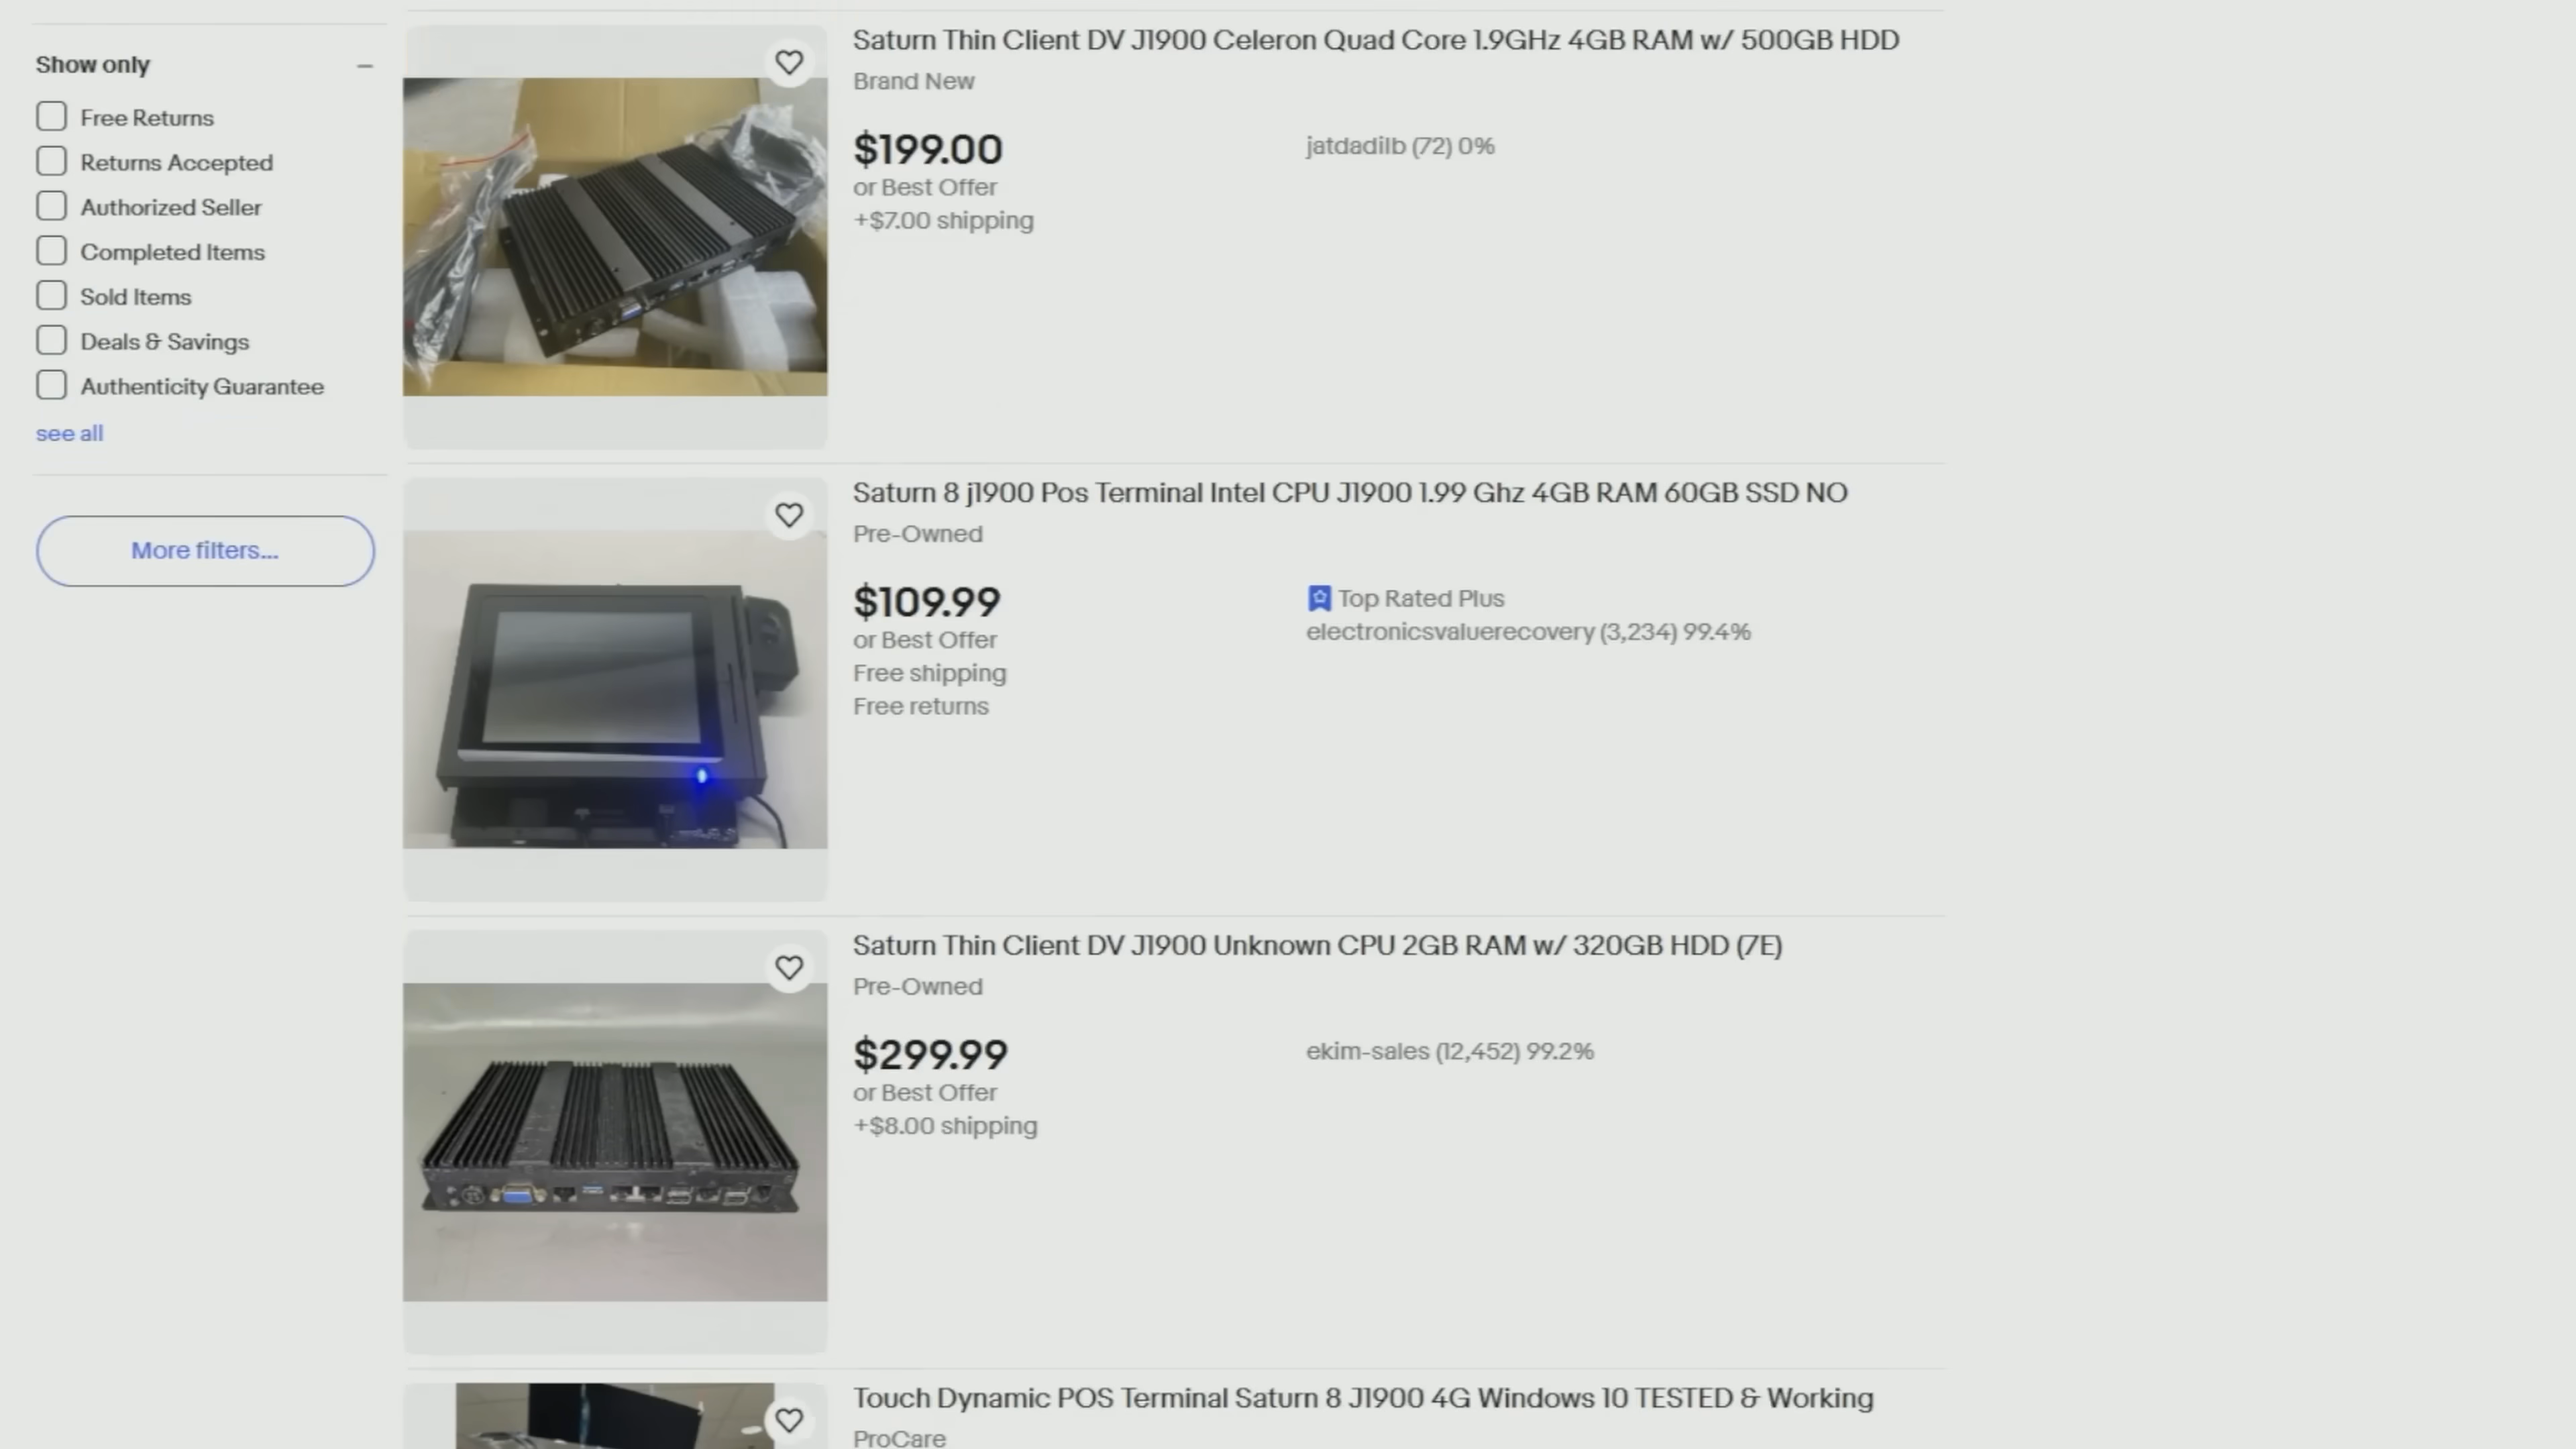 Show only
Free Returns
Returns Accepted
Authorized Seller
Completed Items
Sold Items
Deals & Savings
Authenticity Guarantee
see all
More filters...
Saturn Thin Client DV J1900 Celeron Quad Core 1.9GHz 4GB RAM w/ 500GB HDD
Brand New
$199.00
or Best Offer
+$7.00 shipping
jatdadilb (72) 0%
Saturn 8 j1900 Pos Terminal Intel CPU J1900 1.99 Ghz 4GB RAM 60GB SSD NO
Pre-Owned
$109.99
or Best Offer
Free shipping
Free returns
Top Rated Plus
electronicsvaluerecovery (3,234) 99.4%
Saturn Thin Client DV J1900 Unknown CPU 2GB RAM w/ 320GB HDD (7E)
Pre-Owned
$299.99
or Best Offer
+$8.00 shipping
ekim-sales (12,452) 99.2%
Touch Dynamic POS Terminal Saturn 8 J1900 4G Windows 10 TESTED & Working
ProCare